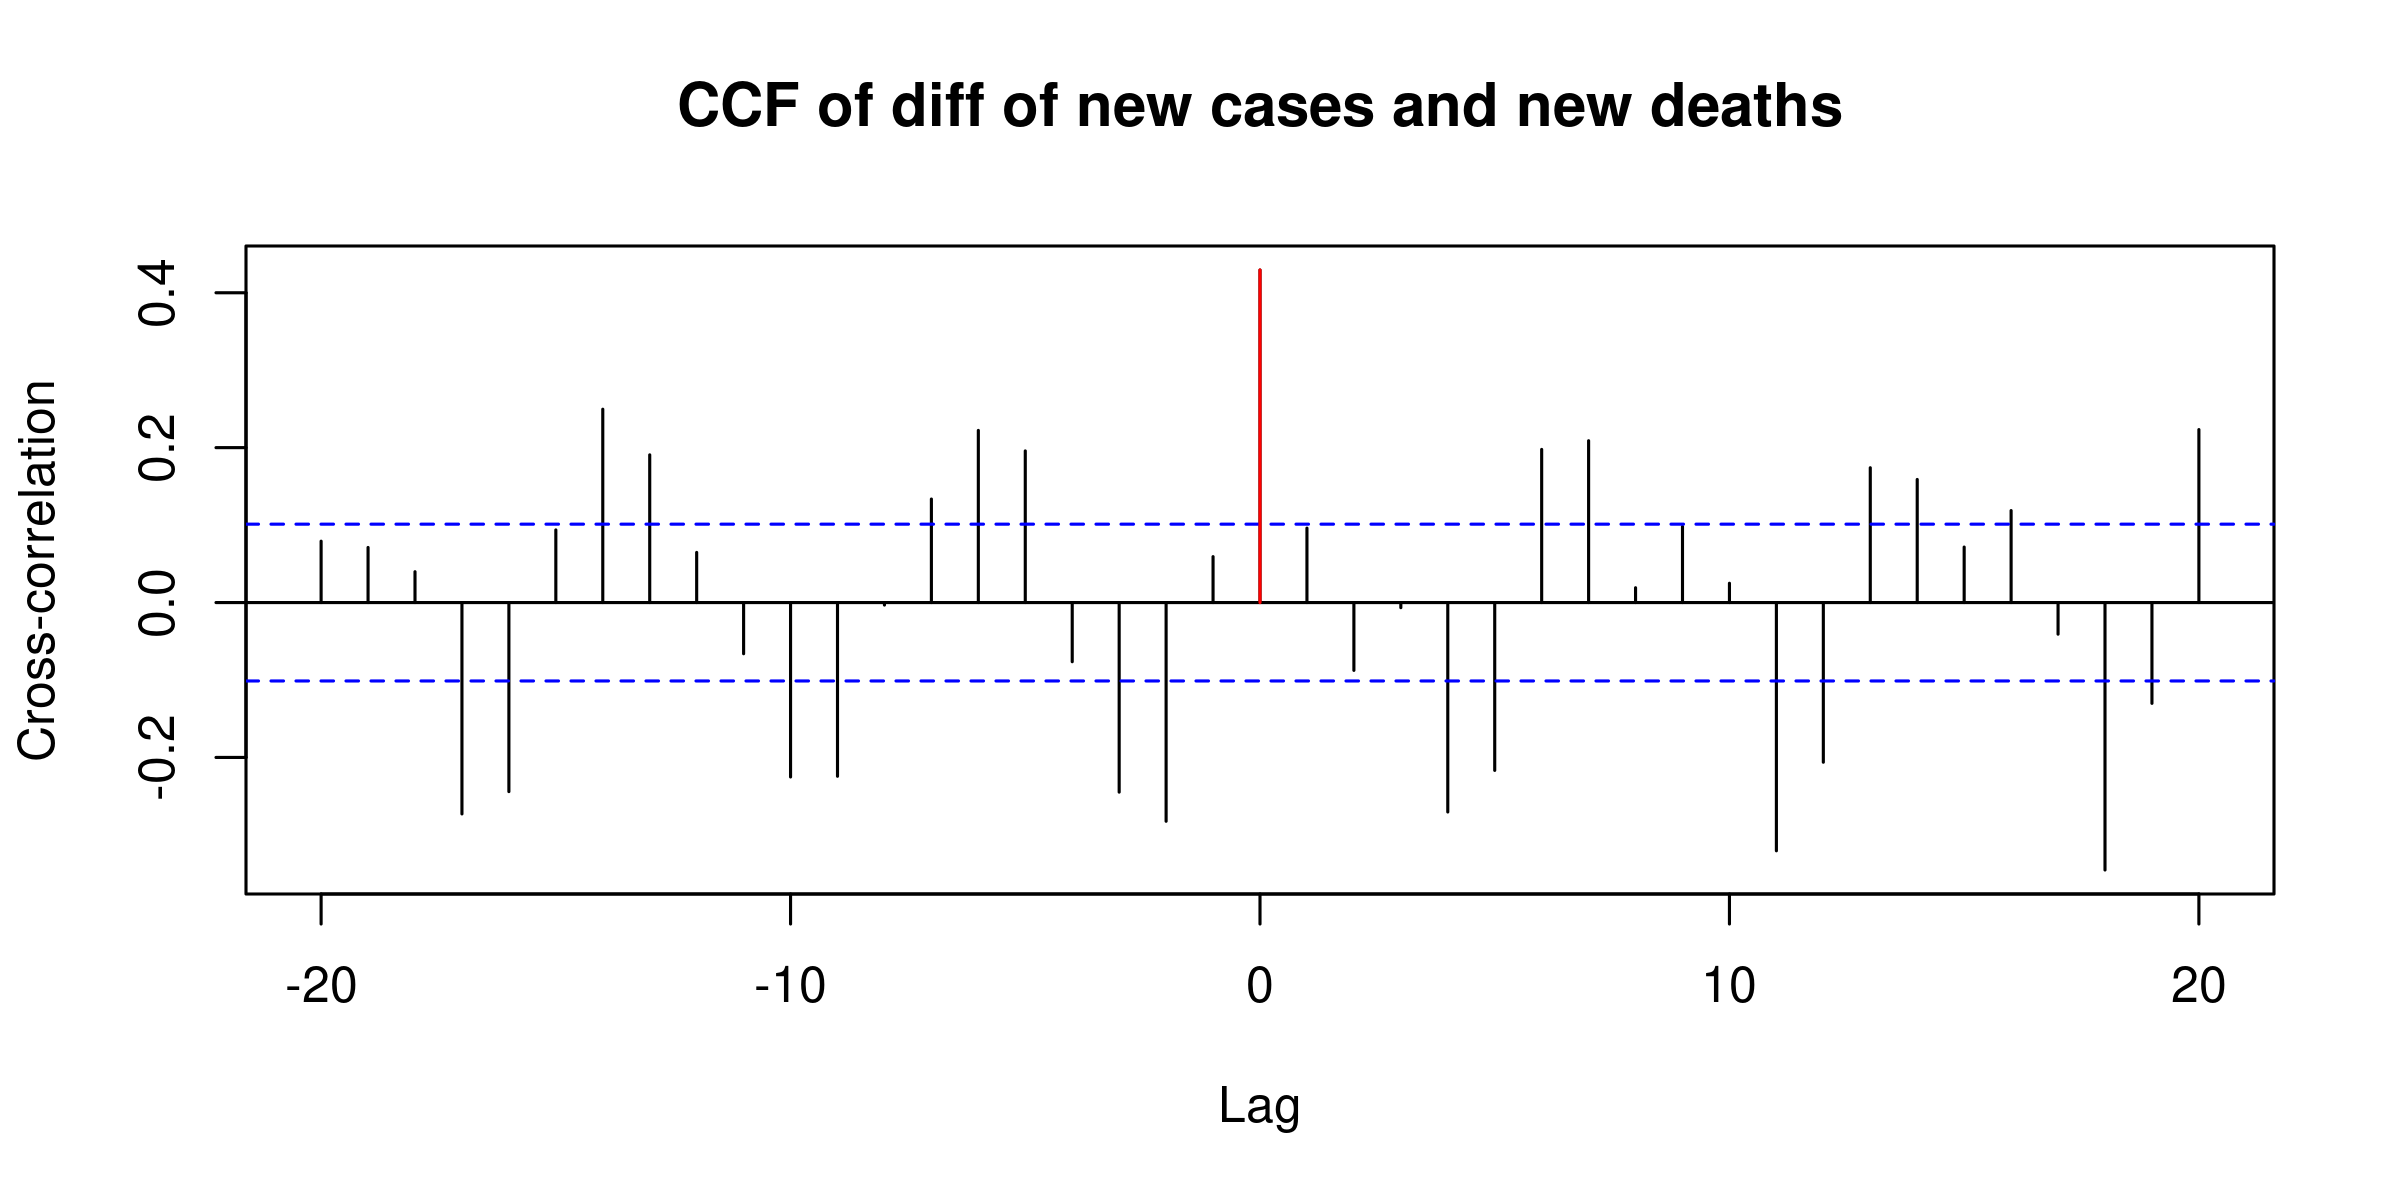 CCF of diff of new cases and new deaths
Cross-correlation
0.4
0.2
0.0
-0.2
-20 -10 0 10 20
Lag